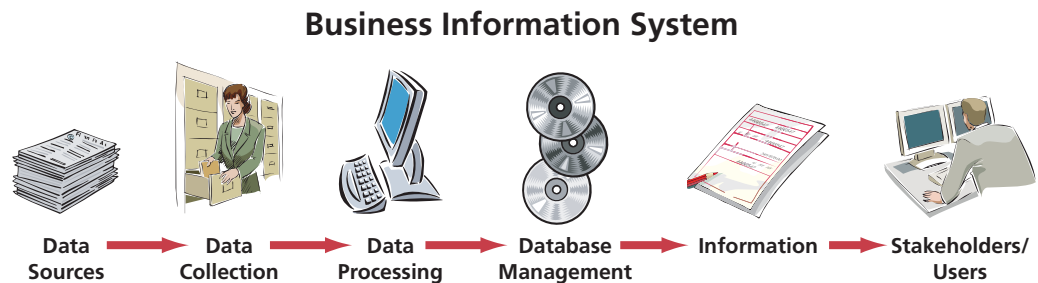 Business Information System
Data Sources
Data Collection
Data Processing
Database Management
Information
Stakeholders/ Users